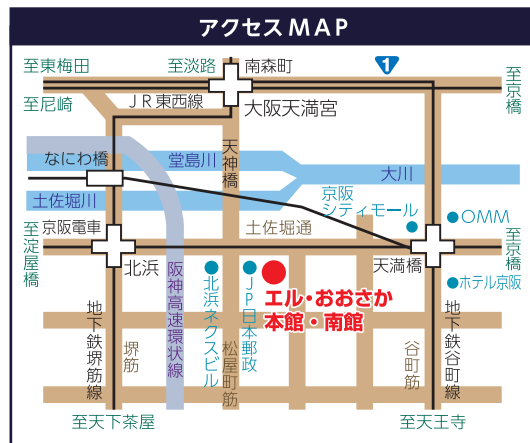 アクセスMAP
至東梅田
至淡路
南森町
1
至京橋
至尼崎
JR東西線
大阪天満宮
なにわ橋
堂島川
天神橋
大川
土佐堀川
京阪
シティモール
OMM
至淀屋橋
京阪電車
土佐堀通
至京橋
北浜
天満橋
ホテル京阪
エル・おおさか
本館・南館
地下鉄堺筋線
堺筋
阪神高速環状線
北浜ネクスビル
松屋町筋
JP日本郵政
谷町筋
地下鉄谷町線
至天下茶屋
至天王寺